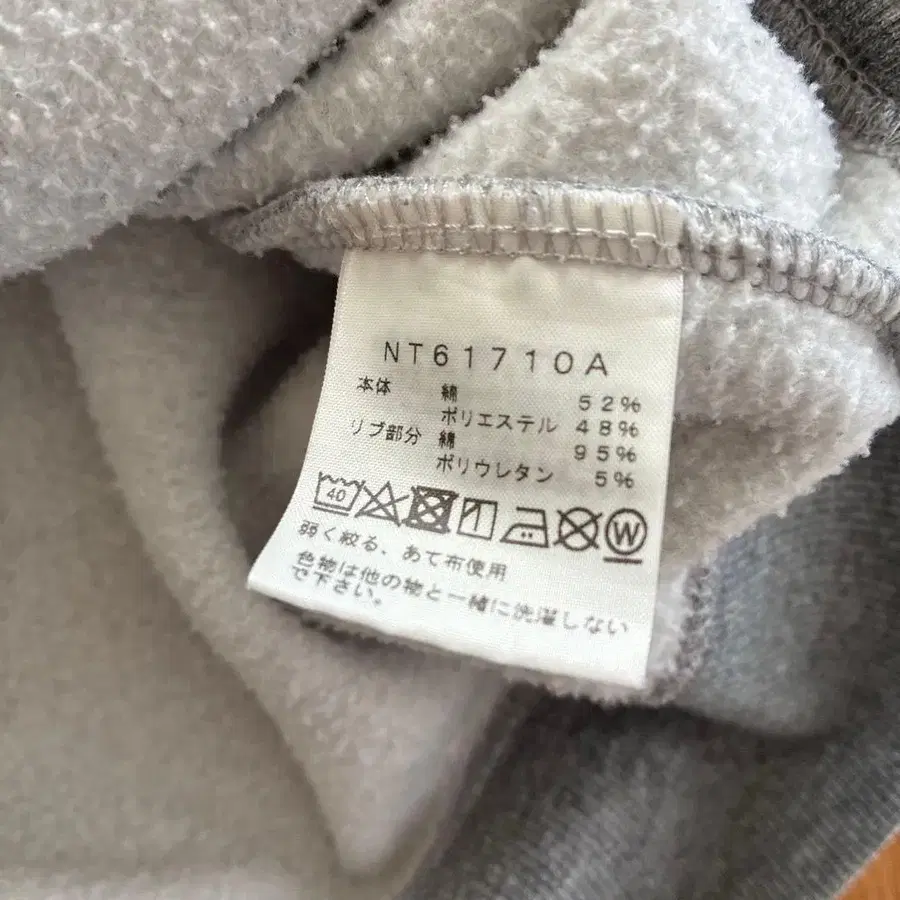 NT61710A
本体 綿 52%
ポリエステル 48%
リブ部分 綿 95%
ポリウレタン 5%
40 W
弱く絞る、あて布使用
色物は他の物と一緒に洗濯しない
で下さい。